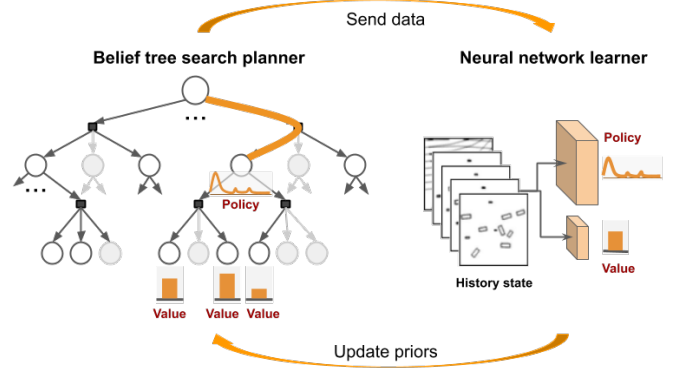 Send data
Belief tree search planner
Neural network learner
...
...
Policy
Policy
Value
Value
Value
Value
History state
Update priors